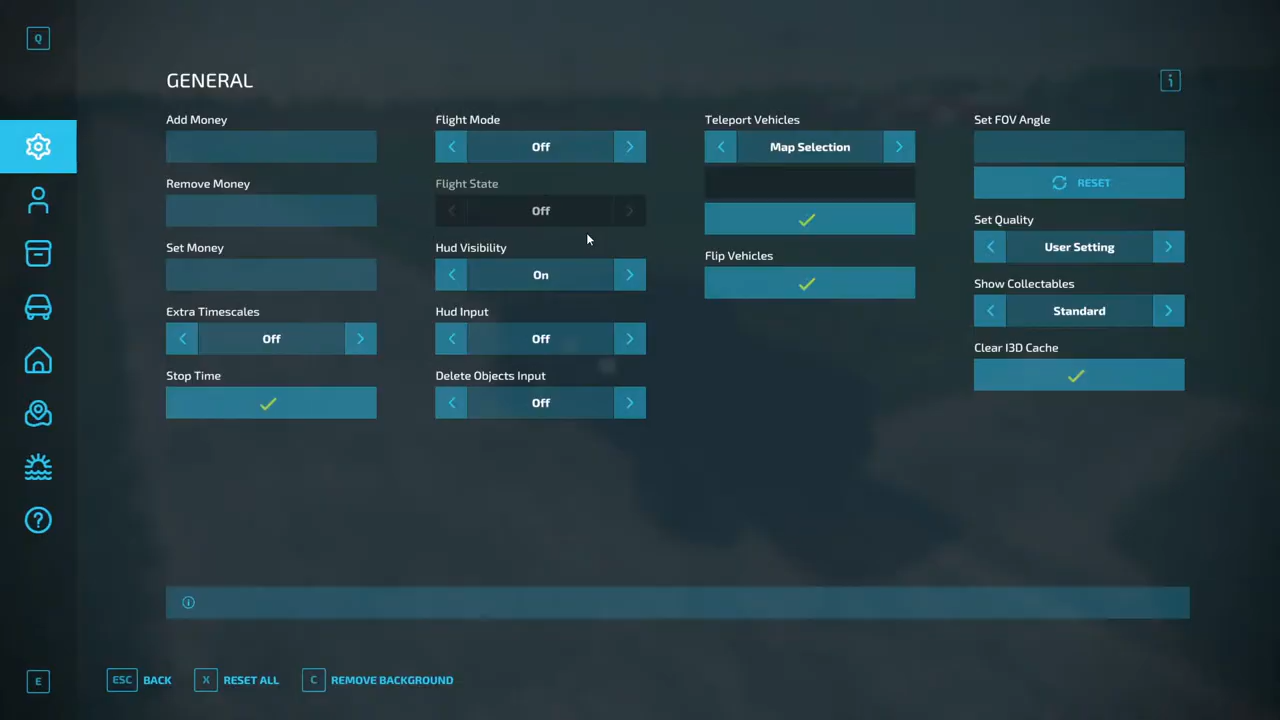 Q
GENERAL
Add Money
Remove Money
Set Money
Extra Timescales
Off
Stop Time
Flight Mode
Off
Flight State
Off
Hud Visibility
On
Hud Input
Off
Delete Objects Input
Off
Teleport Vehicles
Map Selection
Flip Vehicles
Set FOV Angle
RESET
Set Quality
User Setting
Show Collectables
Standard
Clear I3D Cache
E
ESC BACK X RESET ALL C REMOVE BACKGROUND